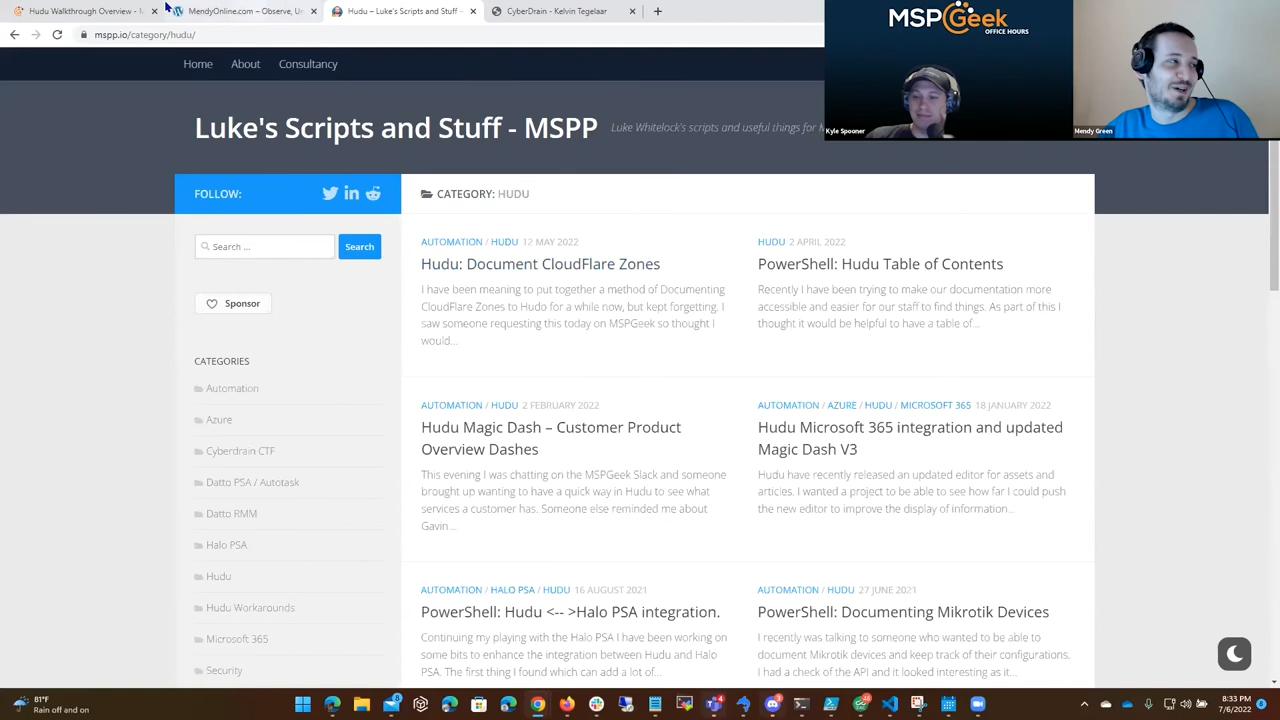 Hudu Walkthrough - MSPGeek O
MendyOnline.com – Observe, Un
Hudu – Luke's Scripts and Stuff -
CyberDrain - Kelvin Tegelaar
mspp.io/category/hudu/
MSPGeek
OFFICE HOURS
Kyle Spooner
Mendy Green
Home
About
Consultancy
Luke's Scripts and Stuff - MSPP
Luke Whitelock's scripts and useful things for M
FOLLOW:
CATEGORY: HUDU
Search ...
Search
Sponsor
CATEGORIES
Automation
Azure
Cyberdrain CTF
Datto PSA / Autotask
Datto RMM
Halo PSA
Hudu
Hudu Workarounds
Microsoft 365
Security
AUTOMATION / HUDU 12 MAY 2022
Hudu: Document CloudFlare Zones
I have been meaning to put together a method of Documenting
CloudFlare Zones to Hudo for a while now, but kept forgetting. I
saw someone requesting this today on MSPGeek so thought I
would...
HUDU 2 APRIL 2022
PowerShell: Hudu Table of Contents
Recently I have been trying to make our documentation more
accessible and easier for our staff to find things. As part of this I
thought it would be helpful to have a table of...
AUTOMATION / HUDU 2 FEBRUARY 2022
Hudu Magic Dash – Customer Product
Overview Dashes
This evening I was chatting on the MSPGeek Slack and someone
brought up wanting to have a quick way in Hudu to see what
services a customer has. Someone else reminded me about
Gavin...
AUTOMATION / AZURE / HUDU / MICROSOFT 365 18 JANUARY 2022
Hudu Microsoft 365 integration and updated
Magic Dash V3
Hudu have recently released an updated editor for assets and
articles. I wanted a project to be able to see how far I could push
the new editor to improve the display of information...
AUTOMATION / HALO PSA / HUDU 16 AUGUST 2021
PowerShell: Hudu <-- >Halo PSA integration.
Continuing my playing with the Halo PSA I have been working on
some bits to enhance the integration between Hudu and Halo
PSA. The first thing I found which can add a lot of...
AUTOMATION / HUDU 27 JUNE 2021
PowerShell: Documenting Mikrotik Devices
I recently was talking to someone who wanted to be able to
document Mikrotik devices and keep track of their configurations.
I had a check of the API and it looked interesting as it...
81°F
Rain off and on
8:33 PM
7/6/2022